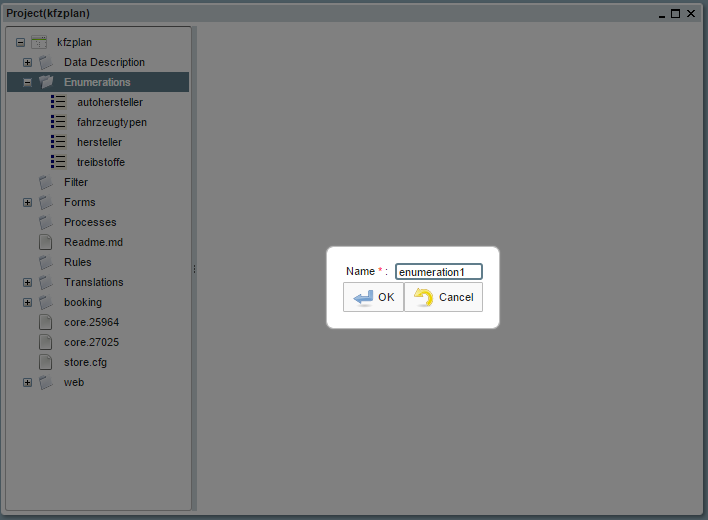 Project(kfzplan)
kfzplan
Data Description
Enumerations
autohersteller
fahrzeugtypen
hersteller
treibstoffe
Filter
Forms
Processes
Readme.md
Rules
Translations
booking
core.25964
core.27025
store.cfg
web
Name * : enumeration1
OK Cancel